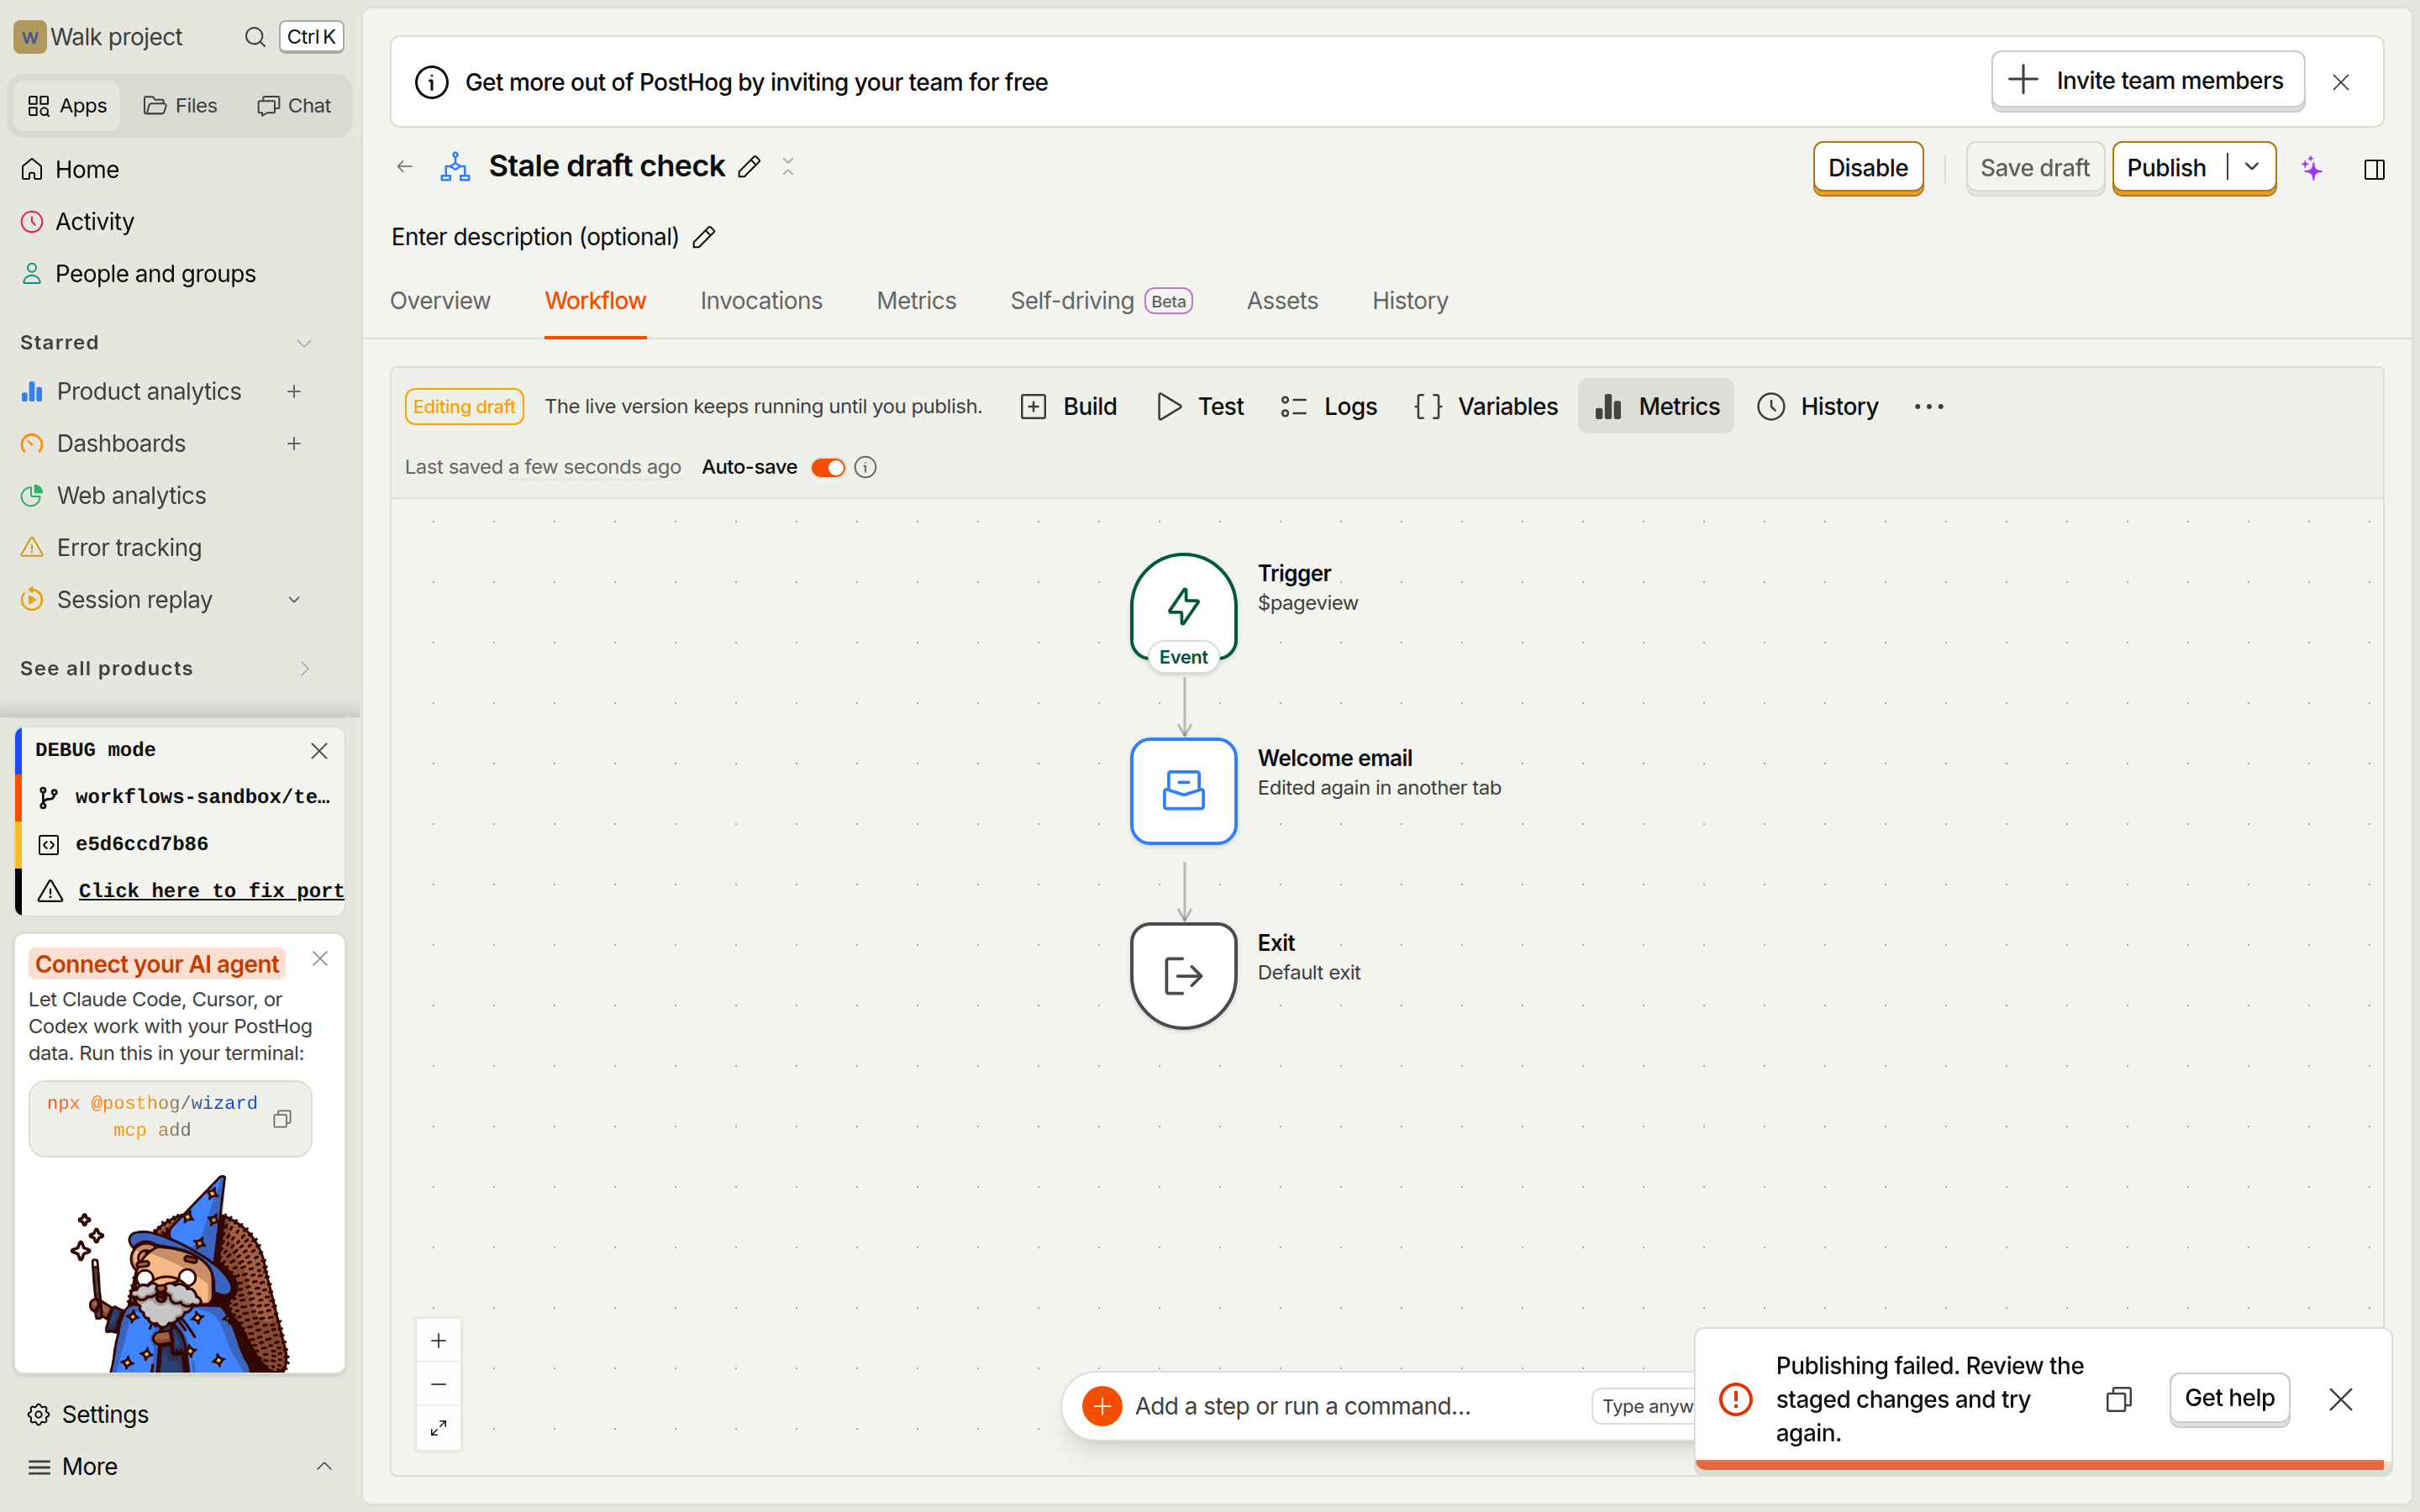 W Walk project Ctrl K
Apps Files Chat
Home
Activity
People and groups
Starred
Product analytics
Dashboards
Web analytics
Error tracking
Session replay
See all products
DEBUG mode
workflows-sandbox/te…
e5d6ccd7b86
Click here to fix port
Connect your AI agent
Let Claude Code, Cursor, or
Codex work with your PostHog
data. Run this in your terminal:
npx @posthog/wizard
mcp add
Settings
More
Get more out of PostHog by inviting your team for free
Invite team members
Stale draft check
Disable Save draft Publish
Enter description (optional)
Overview Workflow Invocations Metrics Self-driving Beta Assets History
Editing draft The live version keeps running until you publish. Build Test Logs Variables Metrics History
Last saved a few seconds ago Auto-save
Trigger
$pageview
Event
Welcome email
Edited again in another tab
Exit
Default exit
Add a step or run a command...
Type anyw
Publishing failed. Review the
staged changes and try
again.
Get help